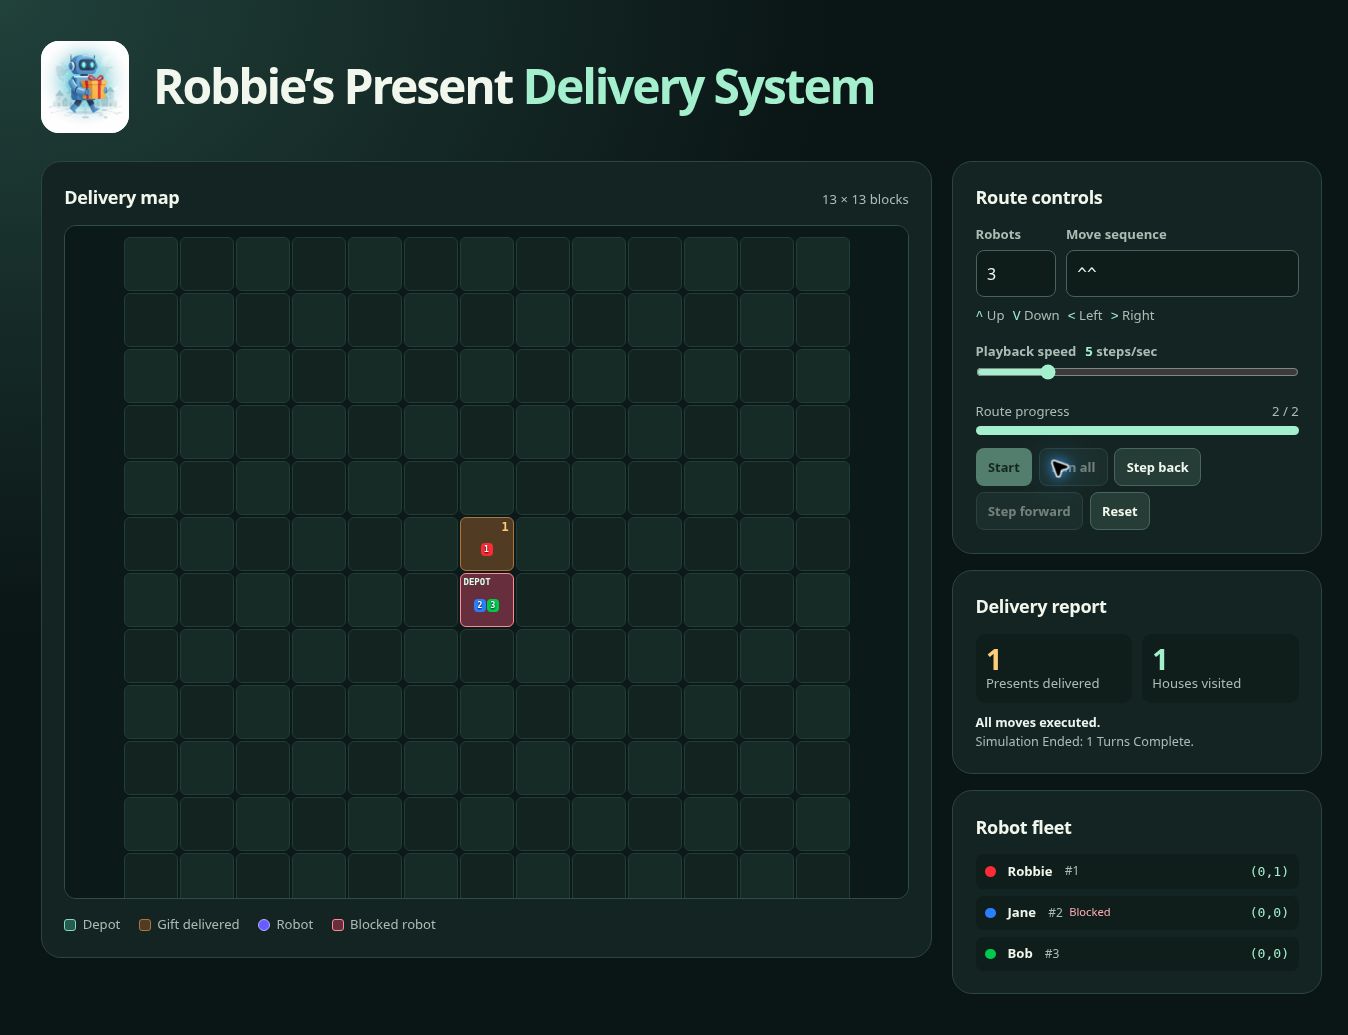 Robbie’s Present Delivery System
Delivery map
13 × 13 blocks
1
1
DEPOT
2 3
Depot
Gift delivered
Robot
Blocked robot
Route controls
Robots
Move sequence
3
^^
^ Up V Down < Left > Right
Playback speed 5 steps/sec
Route progress
2 / 2
Start
all
Step back
Step forward
Reset
Delivery report
1
Presents delivered
1
Houses visited
All moves executed.
Simulation Ended: 1 Turns Complete.
Robot fleet
Robbie #1 (0,1)
Jane #2 Blocked (0,0)
Bob #3 (0,0)